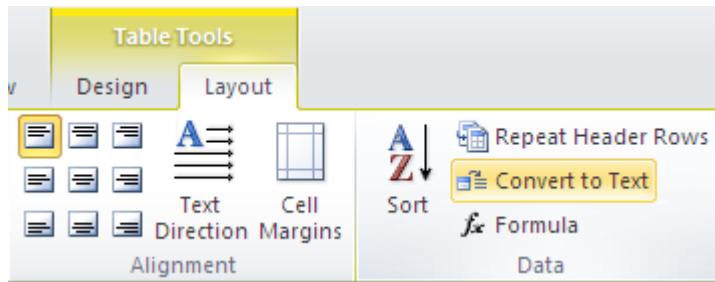 Table Tools
Design Layout
Repeat Header Rows
Convert to Text
Text Direction
Cell Margins
Sort
Formula
Alignment
Data